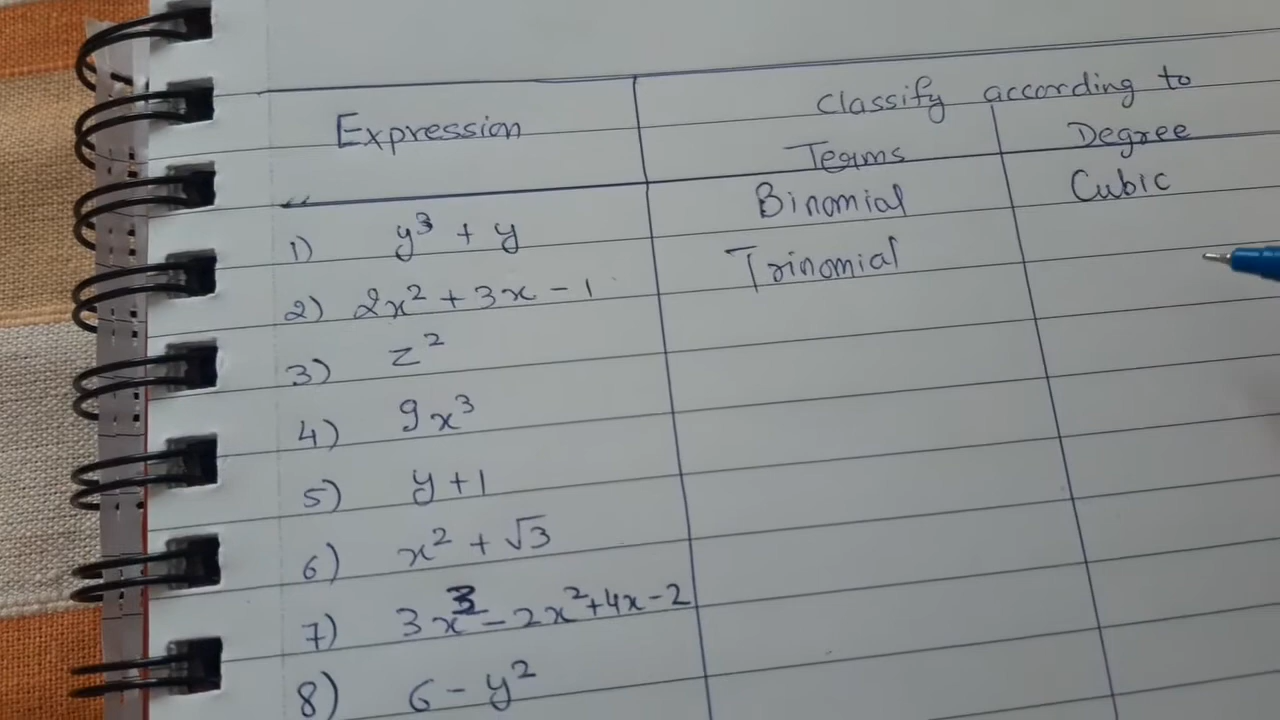 Expression Classify according to
Terms Degree
1) y³ + y Binomial Cubic
2) 2x² + 3x - 1 Trinomial
3) z²
4) 9x³
5) y + 1
6) x² + √3
7) 3x³ - 2x² + 4x - 2
8) 6 - y²